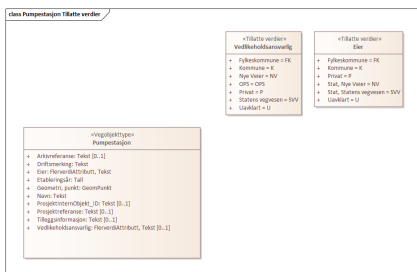 class Pumpestasjon Tillatte verdier
«Tillatte verdier»
Vedlikeholdsansvarlig
+ Fylkeskommune = FK
+ Kommune = K
+ Nye Veier = NV
+ OPS = OPS
+ Privat = P
+ Statens vegvesen = SVV
+ Uavklart = U
«Tillatte verdier»
Eier
+ Fylkeskommune = FK
+ Kommune = K
+ Privat = P
+ Stat, Nye Veier = NV
+ Stat, Statens vegvesen = SVV
+ Uavklart = U
«Vegobjekttype»
Pumpestasjon
+ Arkivreferanse: Tekst [0..1]
+ Driftsmerking: Tekst
+ Eier: FlerverdiAttributt, Tekst
+ Etableringsår: Tall
+ Geometri, punkt: GeomPunkt
+ Navn: Tekst
+ ProsjektInternObjekt_ID: Tekst [0..1]
+ Prosjektreferanse: Tekst [0..1]
+ Tilleggsinformasjon: Tekst [0..1]
+ Vedlikeholdsansvarlig: FlerverdiAttributt, Tekst [0..1]